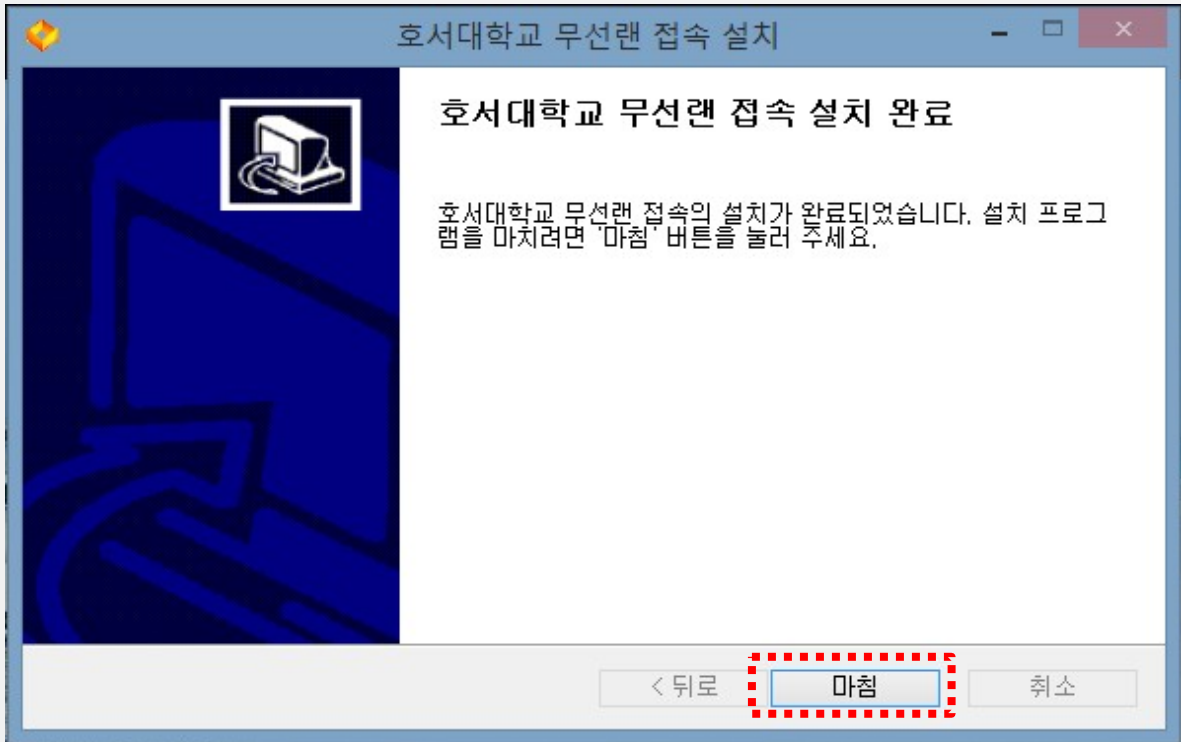 호서대학교 무선랜 접속 설치
호서대학교 무선랜 접속 설치 완료
호서대학교 무선랜 접속의 설치가 완료되었습니다. 설치 프로그
램을 마치려면 '마침' 버튼을 눌러 주세요.
< 뒤로 마침 취소